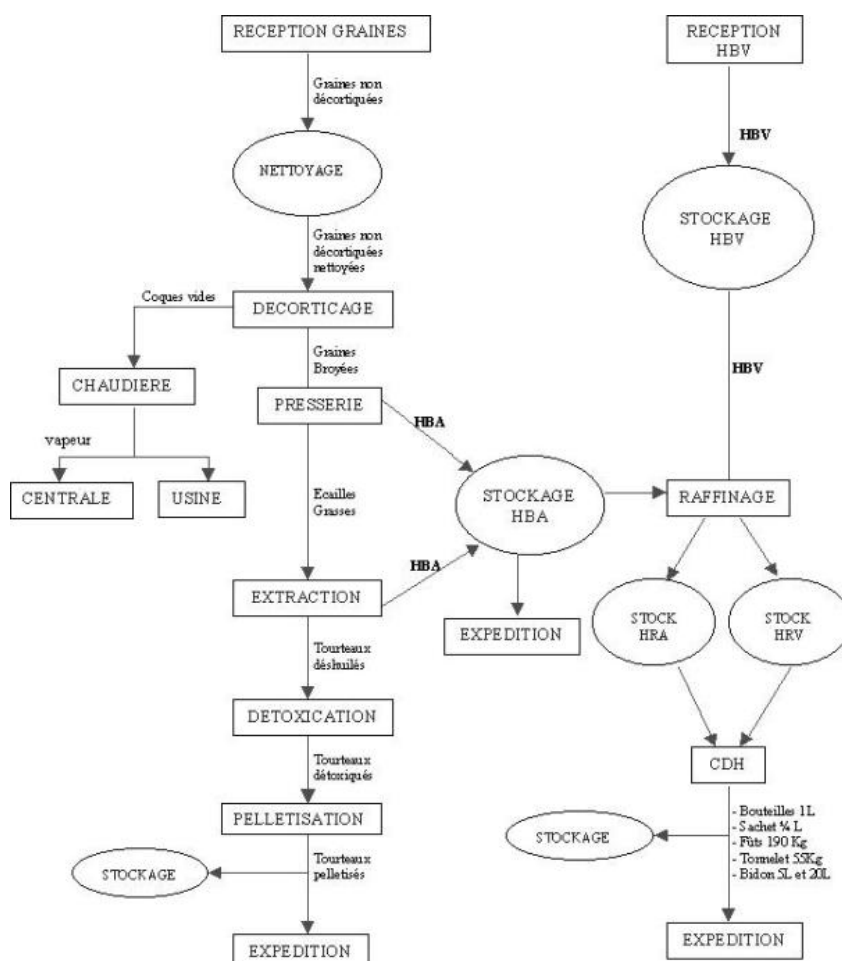 RECEPTION GRAINES
RECEPTION
HBV
Graines non
décortiquées
HBV
NETTOYAGE
STOCKAGE
HBV
Graines non
décortiquées
nettoyées
Coques vides
DECORTICAGE
Graines
Broyées
HBV
CHAUDIERE
PRESSERIE
HBA
vapeur
CENTRALE
USINE
Ecailles
Grasses
STOCKAGE
HBA
RAFFINAGE
HBA
EXTRACTION
EXPEDITION
STOCK
HRA
STOCK
HRV
Tourteaux
déshuilés
DETOXICATION
CDH
Tourteaux
détoxiqués
PELLETISATION
- Bouteilles 1L
- Sachet ¼ L
- Fûts 190 Kg
- Tonnelet 55Kg
- Bidon 5L et 20L
STOCKAGE
STOCKAGE
Tourteaux
pelletisés
EXPEDITION
EXPEDITION